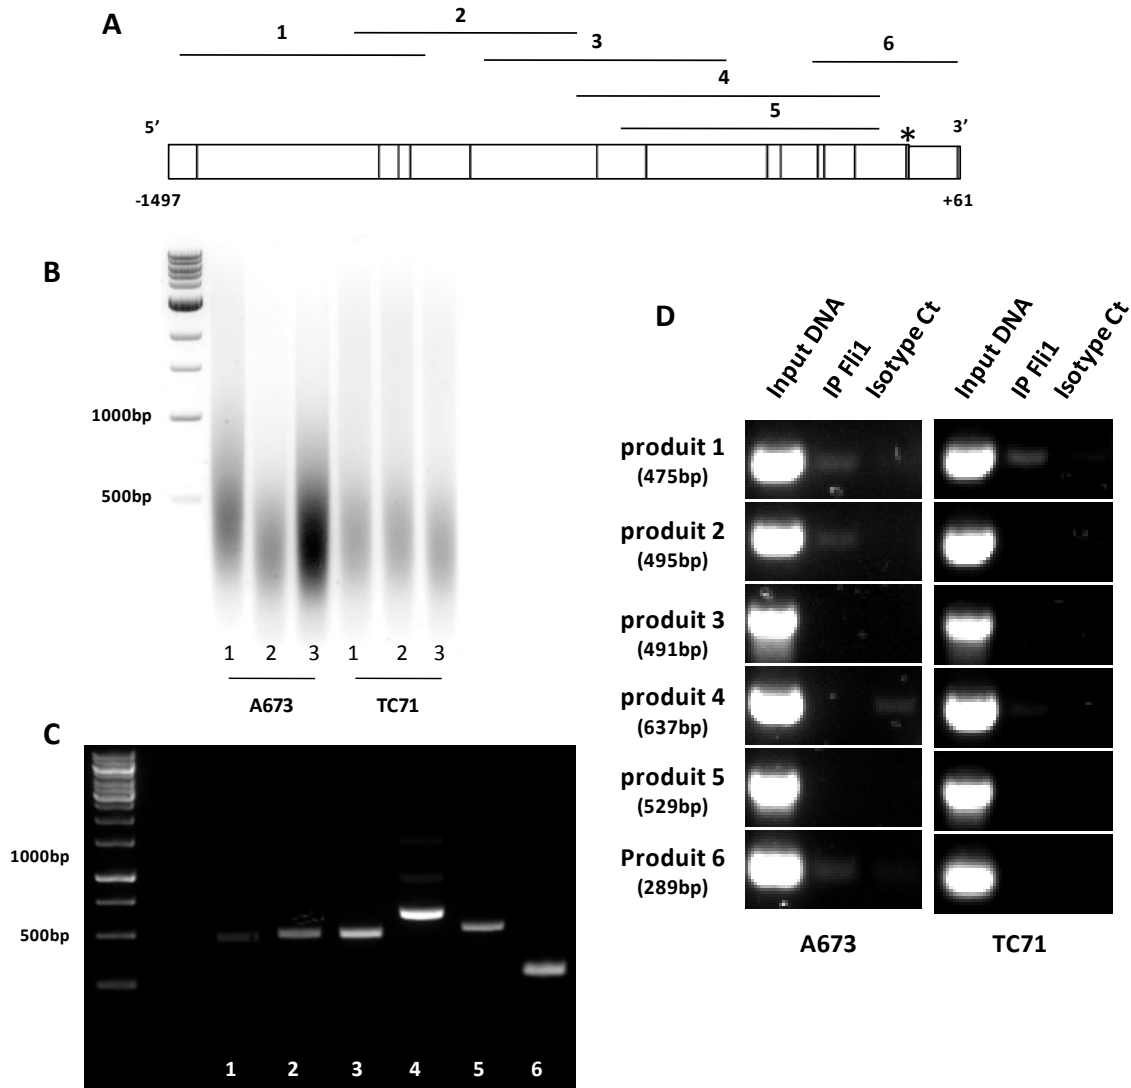 A
1
2
3
4
5
6
5’
*
3’
-1497
+61
B
1000bp
500bp
1 2 3 1 2 3
A673 TC71
C
1000bp
500bp
1 2 3 4 5 6
D
Input DNA
IP Fli1
Isotype Ct
Input DNA
IP Fli1
Isotype Ct
produit 1
(475bp)
produit 2
(495bp)
produit 3
(491bp)
produit 4
(637bp)
produit 5
(529bp)
Produit 6
(289bp)
A673 TC71